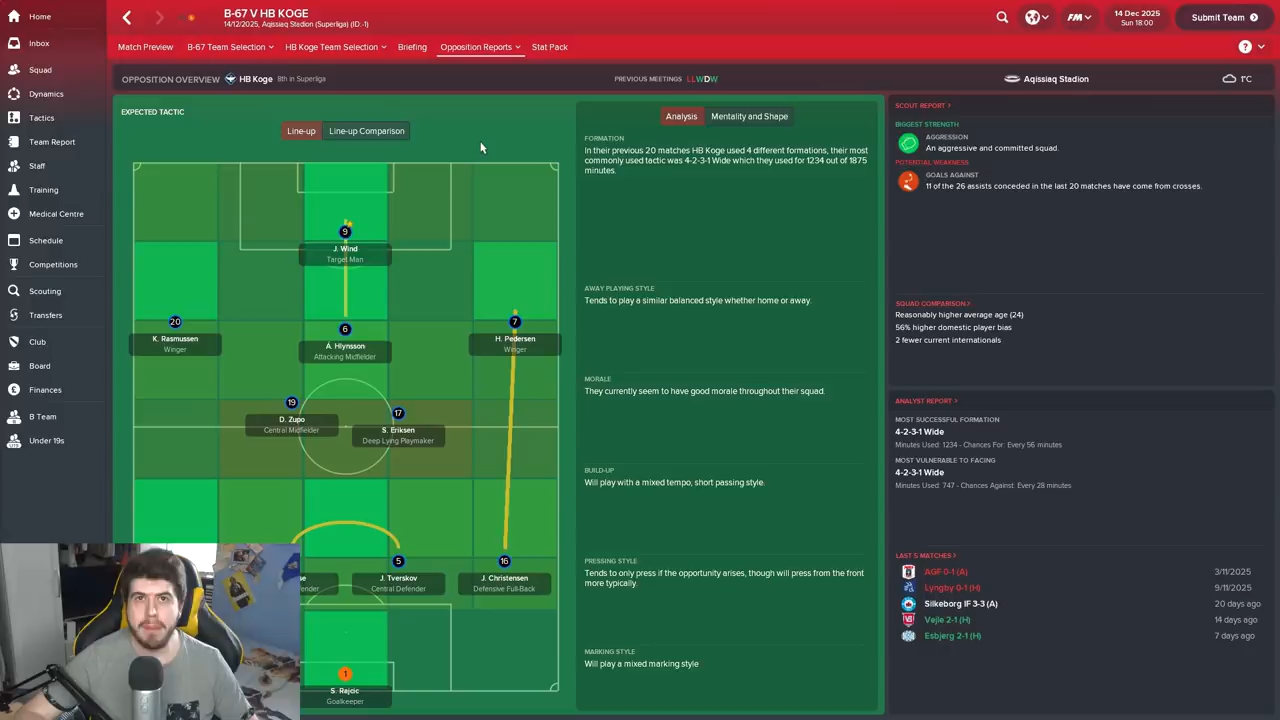 Home
Inbox
Squad
Dynamics
Tactics
Team Report
Staff
Training
Medical Centre
Schedule
Competitions
Scouting
Transfers
Club
Board
Finances
B Team
Under 19s
B-67 V HB KOGE
14/12/2025, Aqissiaq Stadium (Superliga) (ID:-1)
FM
14 Dec 2025
Sun 18:00
Submit Team
Match Preview
B-67 Team Selection
HB Koge Team Selection
Briefing
Opposition Reports
Stat Pack
?
OPPOSITION OVERVIEW
HB Koge 8th in Superliga
PREVIOUS MEETINGS LLWDW
Aqissiaq Stadium
1°C
EXPECTED TACTIC
Line-up
Line-up Comparison
9
J. Wind
Target Man
20
K. Rasmussen
Winger
6
Á. Hlynsson
Attacking Midfielder
7
H. Pedersen
Winger
19
D. Zupo
Central Midfielder
17
S. Eriksen
Deep Lying Playmaker
5
J. Tverskov
Central Defender
16
J. Christensen
Defensive Full-Back
1
S. Rajcic
Goalkeeper
Analysis
Mentality and Shape
FORMATION
In their previous 20 matches HB Koge used 4 different formations, their most
commonly used tactic was 4-2-3-1 Wide which they used for 1234 out of 1875
minutes.
AWAY PLAYING STYLE
Tends to play a similar balanced style whether home or away.
MORALE
They currently seem to have good morale throughout their squad.
BUILD-UP
Will play with a mixed tempo, short passing style.
PRESSING STYLE
Tends to only press if the opportunity arises, though will press from the front
more typically.
MARKING STYLE
Will play a mixed marking style
SCOUT REPORT >
BIGGEST STRENGTH
AGGRESSION
An aggressive and committed squad.
POTENTIAL WEAKNESS
GOALS AGAINST
11 of the 26 assists conceded in the last 20 matches have come from crosses.
SQUAD COMPARISON >
Reasonably higher average age (24)
56% higher domestic player bias
2 fewer current internationals
ANALYST REPORT >
MOST SUCCESSFUL FORMATION
4-2-3-1 Wide
Minutes Used: 1234 - Chances For: Every 56 minutes
MOST VULNERABLE TO FACING
4-2-3-1 Wide
Minutes Used: 747 - Chances Against: Every 28 minutes
LAST 5 MATCHES >
AGF 0-1 (A)
3/11/2025
Lyngby 0-1 (H)
9/11/2025
Silkeborg IF 3-3 (A)
20 days ago
Vejle 2-1 (H)
14 days ago
Esbjerg 2-1 (H)
7 days ago